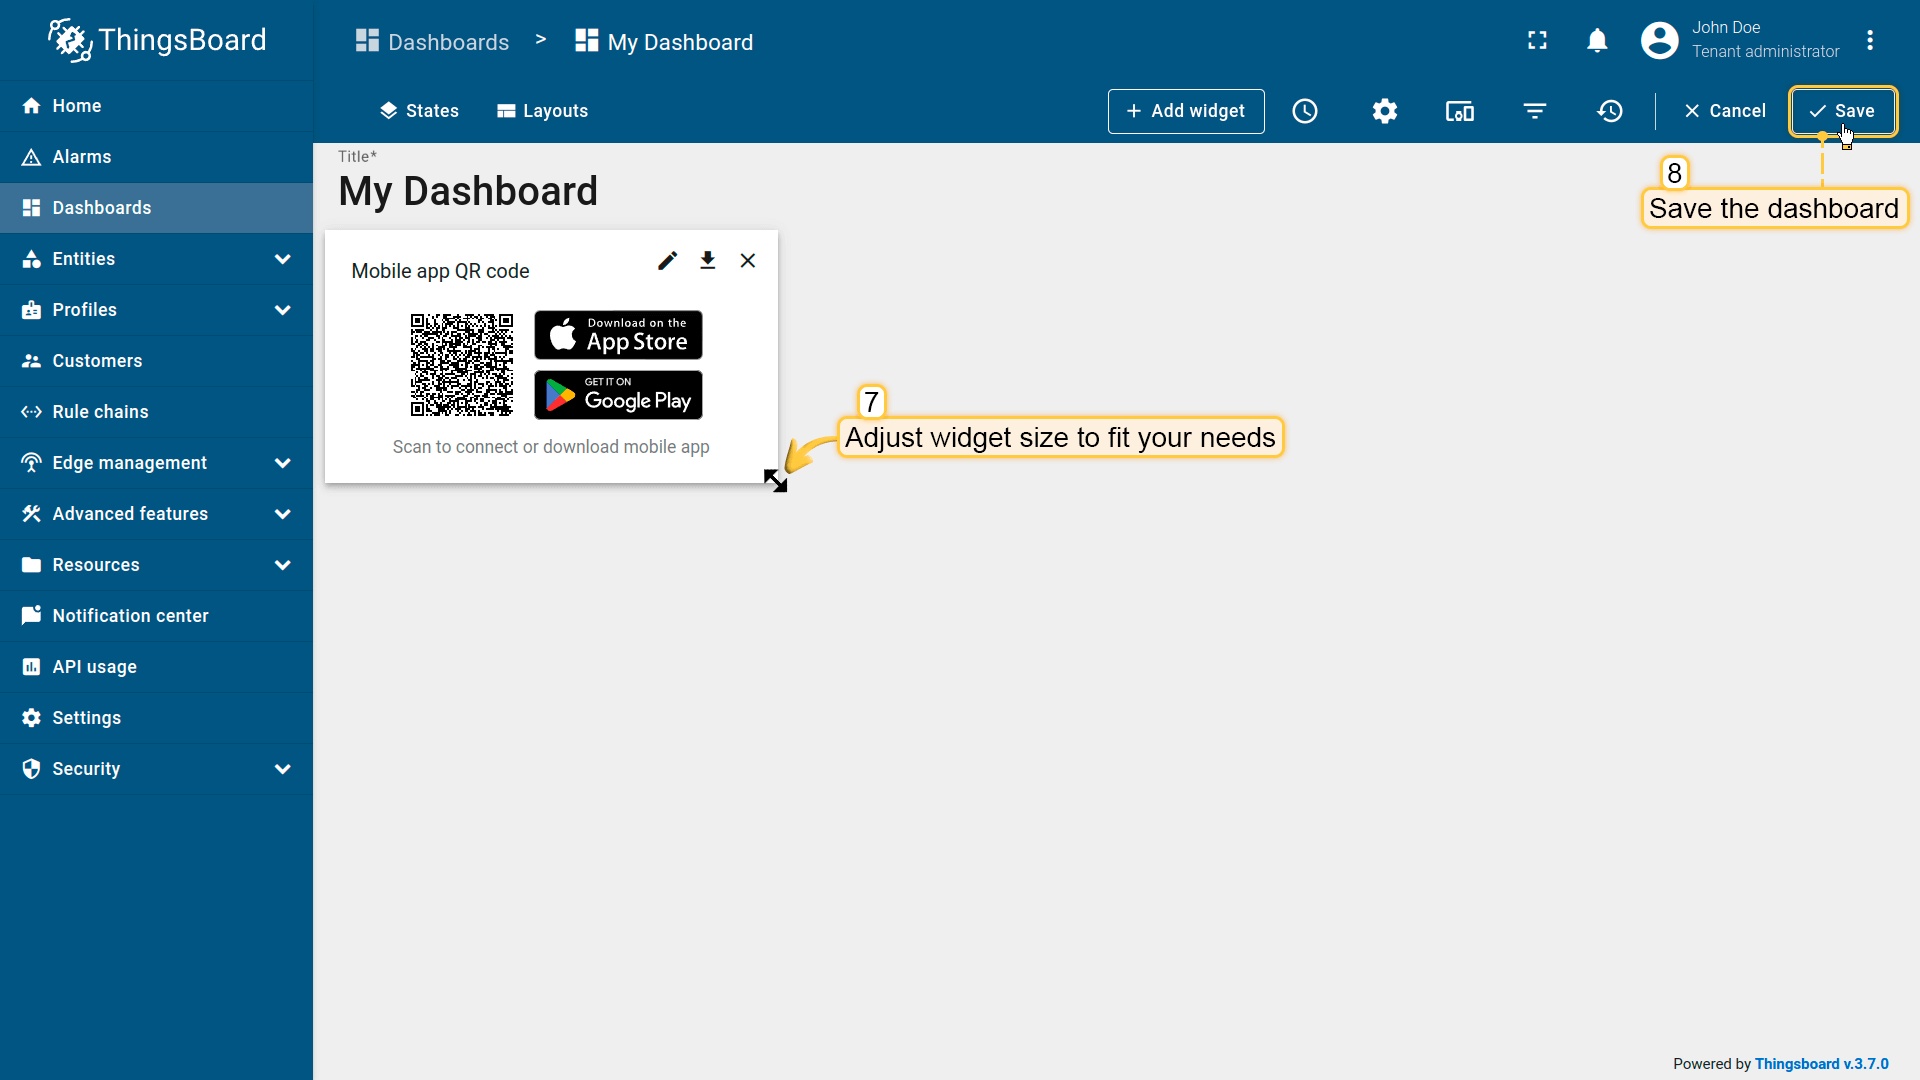 ThingsBoard
Dashboards > My Dashboard
John Doe
Tenant administrator
States
Layouts
+ Add widget
Cancel
Save
Home
Alarms
Dashboards
Entities
Profiles
Customers
Rule chains
Edge management
Advanced features
Resources
Notification center
API usage
Settings
Security
Title*
My Dashboard
8
Save the dashboard
Mobile app QR code
Download on the
App Store
GET IT ON
Google Play
Scan to connect or download mobile app
7
Adjust widget size to fit your needs
Powered by Thingsboard v.3.7.0